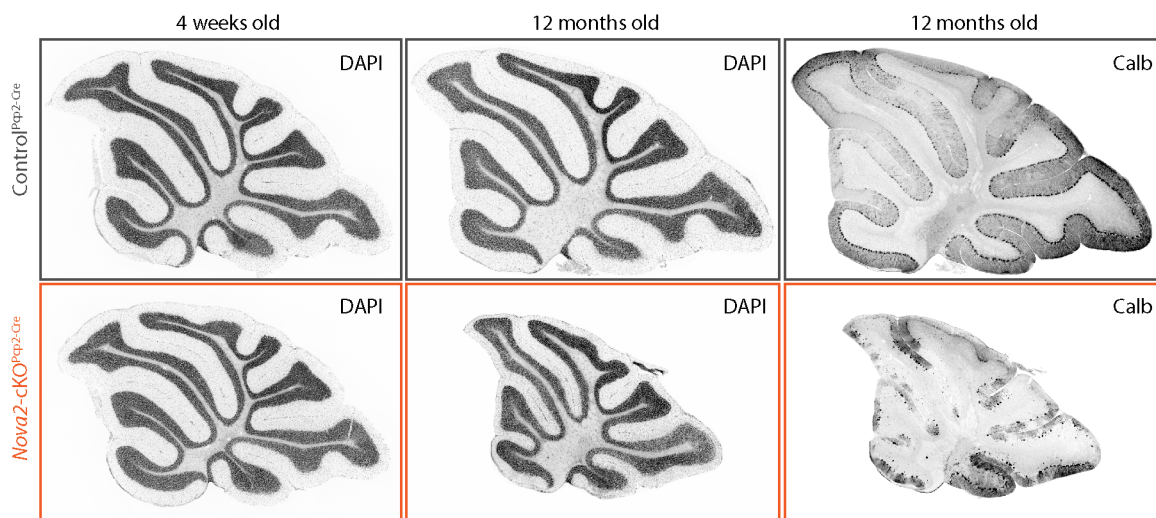 4 weeks old
12 months old
12 months old
Control Pcp2-Cre
DAPI
DAPI
Calb
Nova2-cKO Pcp2-Cre
DAPI
DAPI
Calb